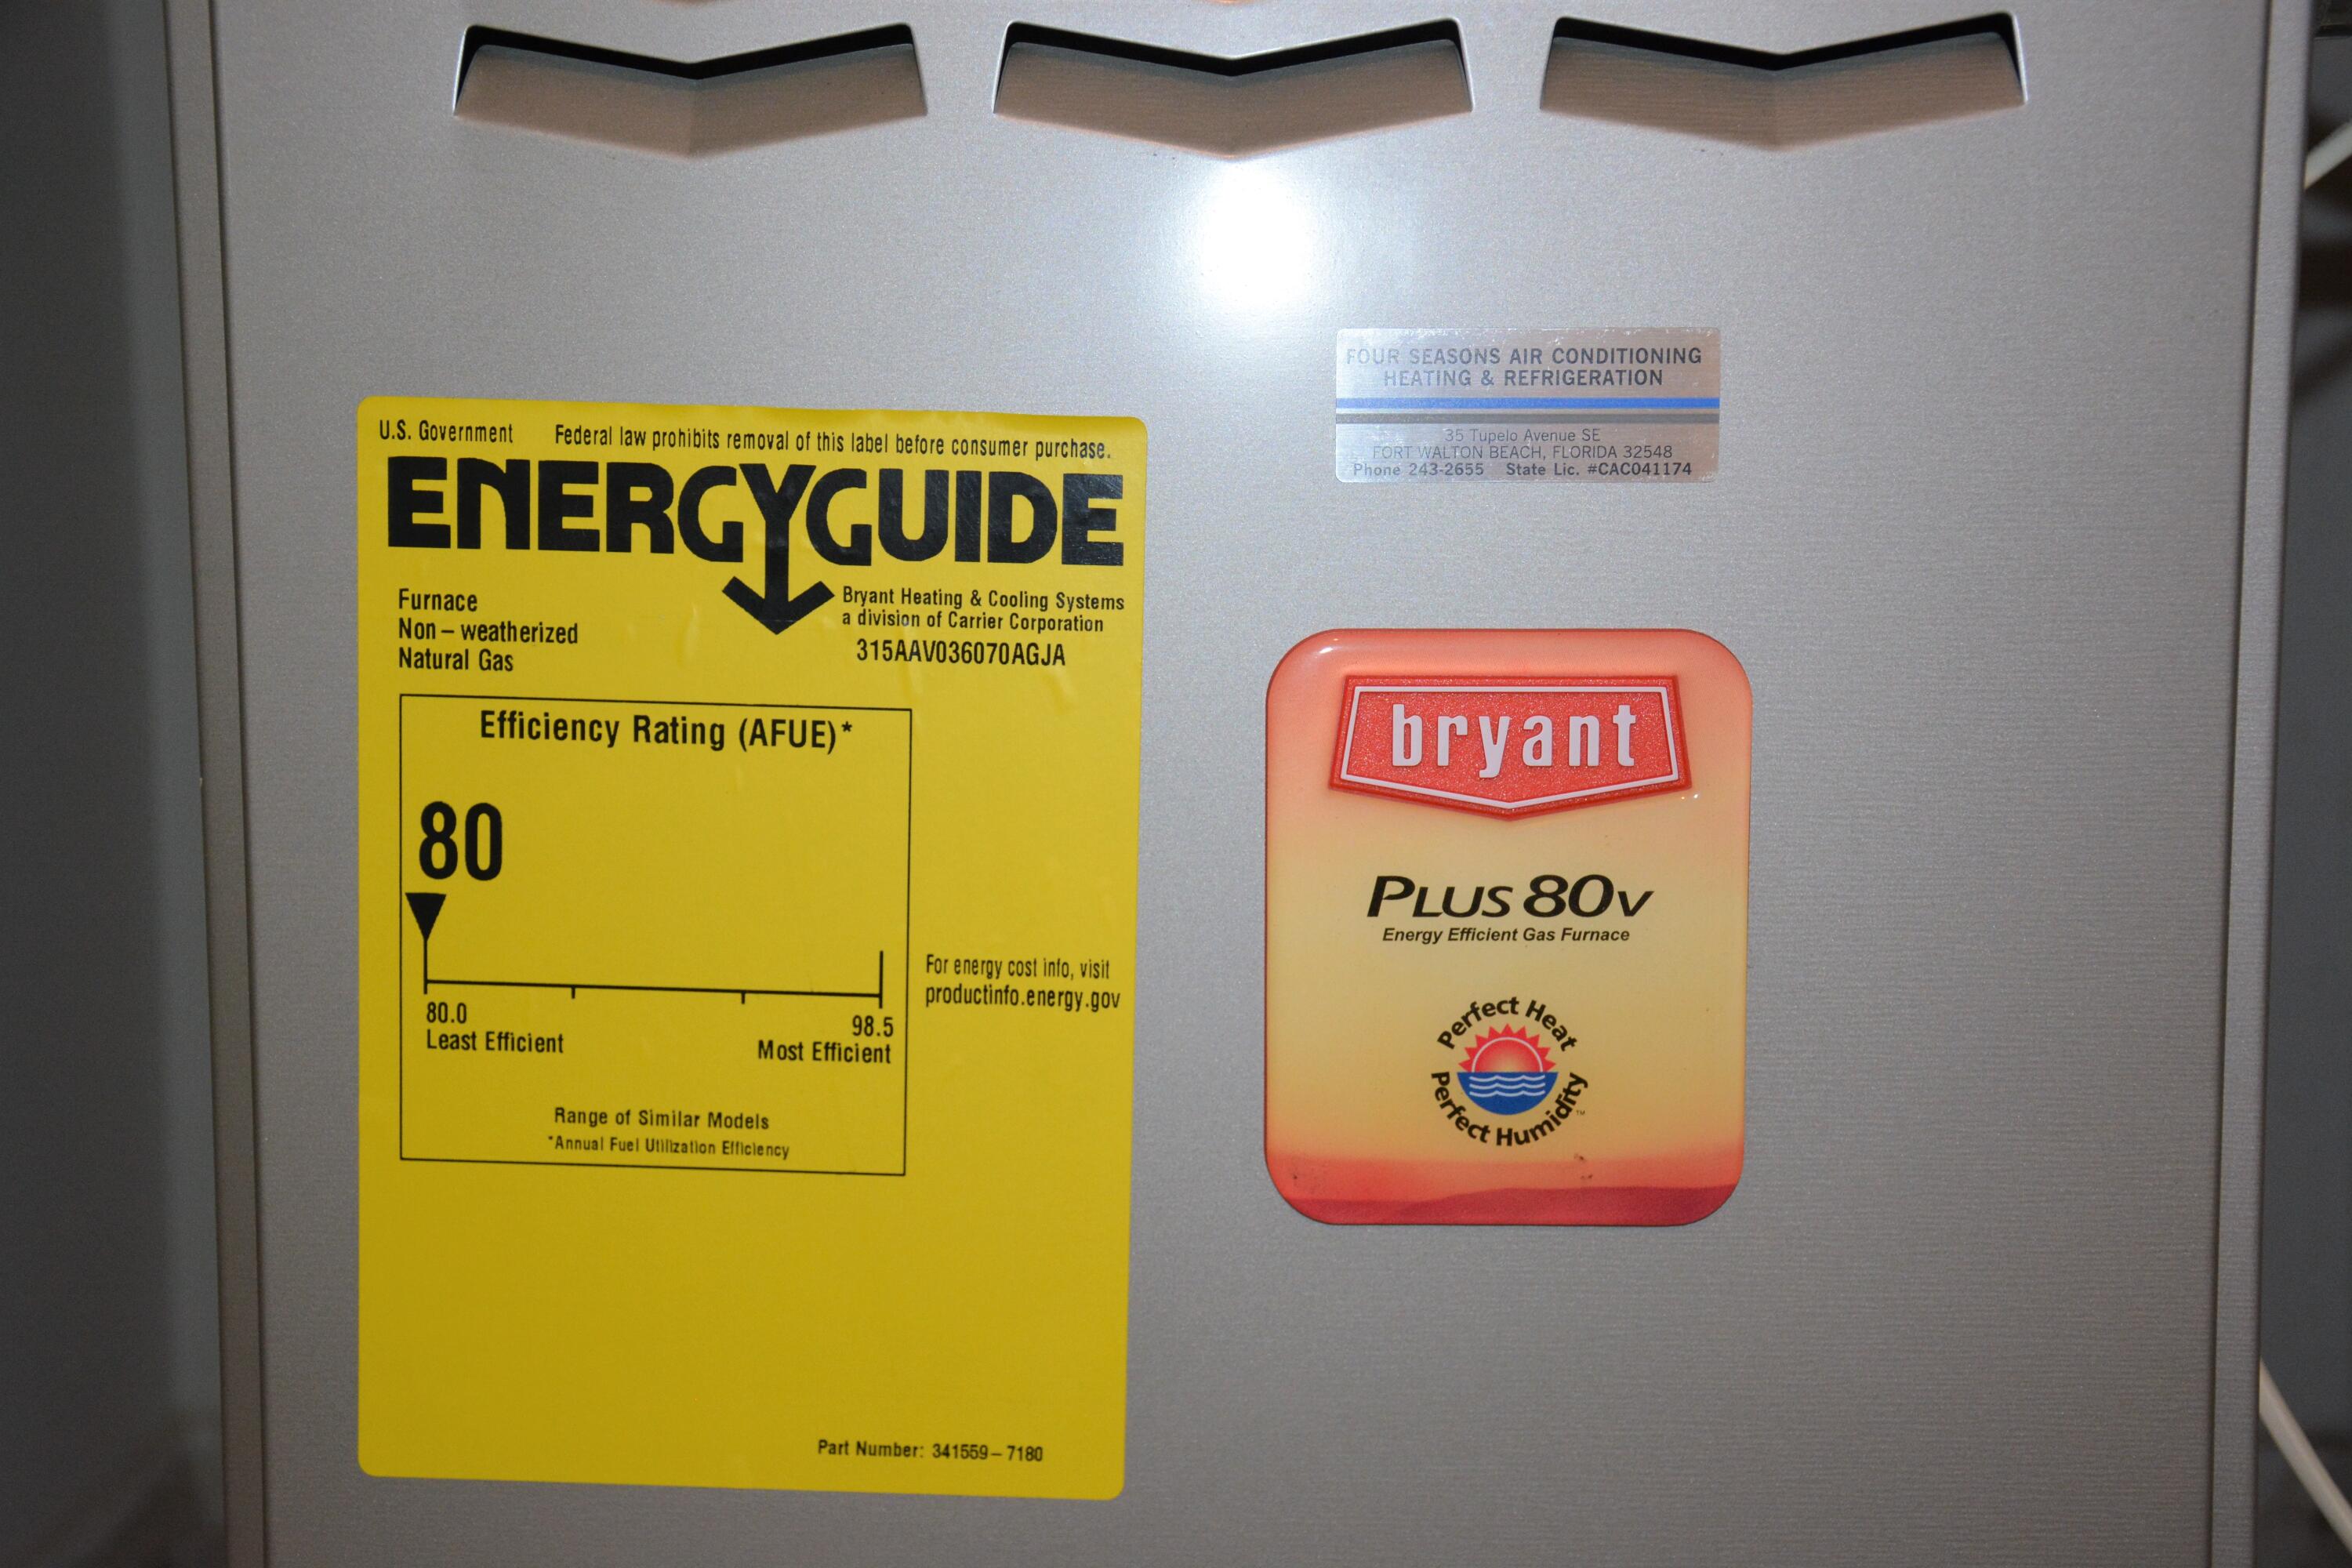 U.S. Government Federal law prohibits removal of this label before consumer purchase.
ENERGYGUIDE
Furnace
Non – weatherized
Natural Gas
Bryant Heating & Cooling Systems
a division of Carrier Corporation
315AAV036070AGJA
Efficiency Rating (AFUE)*
80
80.0
Least Efficient
98.5
Most Efficient
Range of Similar Models
*Annual Fuel Utilization Efficiency
For energy cost info, visit
productinfo.energy.gov
Part Number: 341559 – 7180
FOUR SEASONS AIR CONDITIONING
HEATING & REFRIGERATION
35 Tupelo Avenue SE
FORT WALTON BEACH, FLORIDA 32548
Phone 243-2655 State Lic. #CAC041174
bryant
PLUS 80V
Energy Efficient Gas Furnace
Perfect Heat
Perfect Humidity™